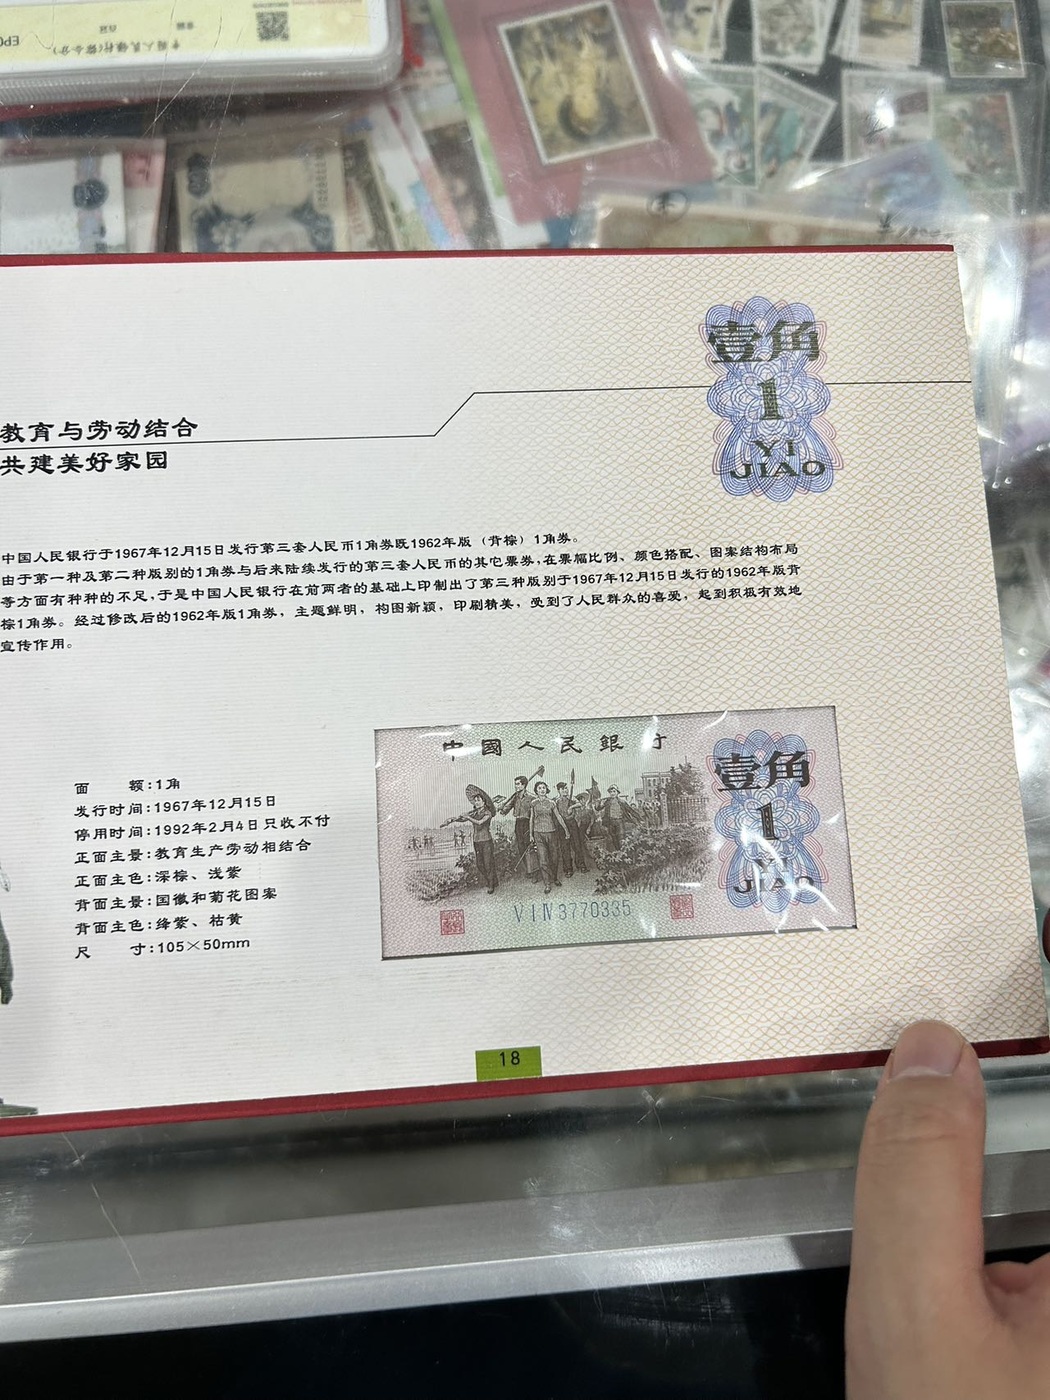 中国人民银行(部分)
EPQ
壹角
1
YI
JIAO
教育与劳动结合
共建美好家园
中国人民银行于1967年12月15日发行第三套人民币1角券既1962年版（背棕）1角券。
由于第一种及第二种版别的1角券与后来陆续发行的第三套人民币的其它票券,在票幅比例、颜色搭配、图案结构布局
等方面有种种的不足,于是中国人民银行在前两者的基础上印制出了第三种版别于1967年12月15日发行的1962年版背
棕1角券。经过修改后的1962年版1角券，主题鲜明，构图新颖，印刷精美，受到了人民群众的喜爱，起到积极有效地
宣传作用。
面　　额:1角
发行时间:1967年12月15日
停用时间:1992年2月4日只收不付
正面主景:教育生产劳动相结合
正面主色:深棕、浅紫
背面主景:国徽和菊花图案
背面主色:绛紫、枯黄
尺　　寸:105×50mm
中國人民銀行
壹角
1
YI
JIAO
VIIV3770335
18